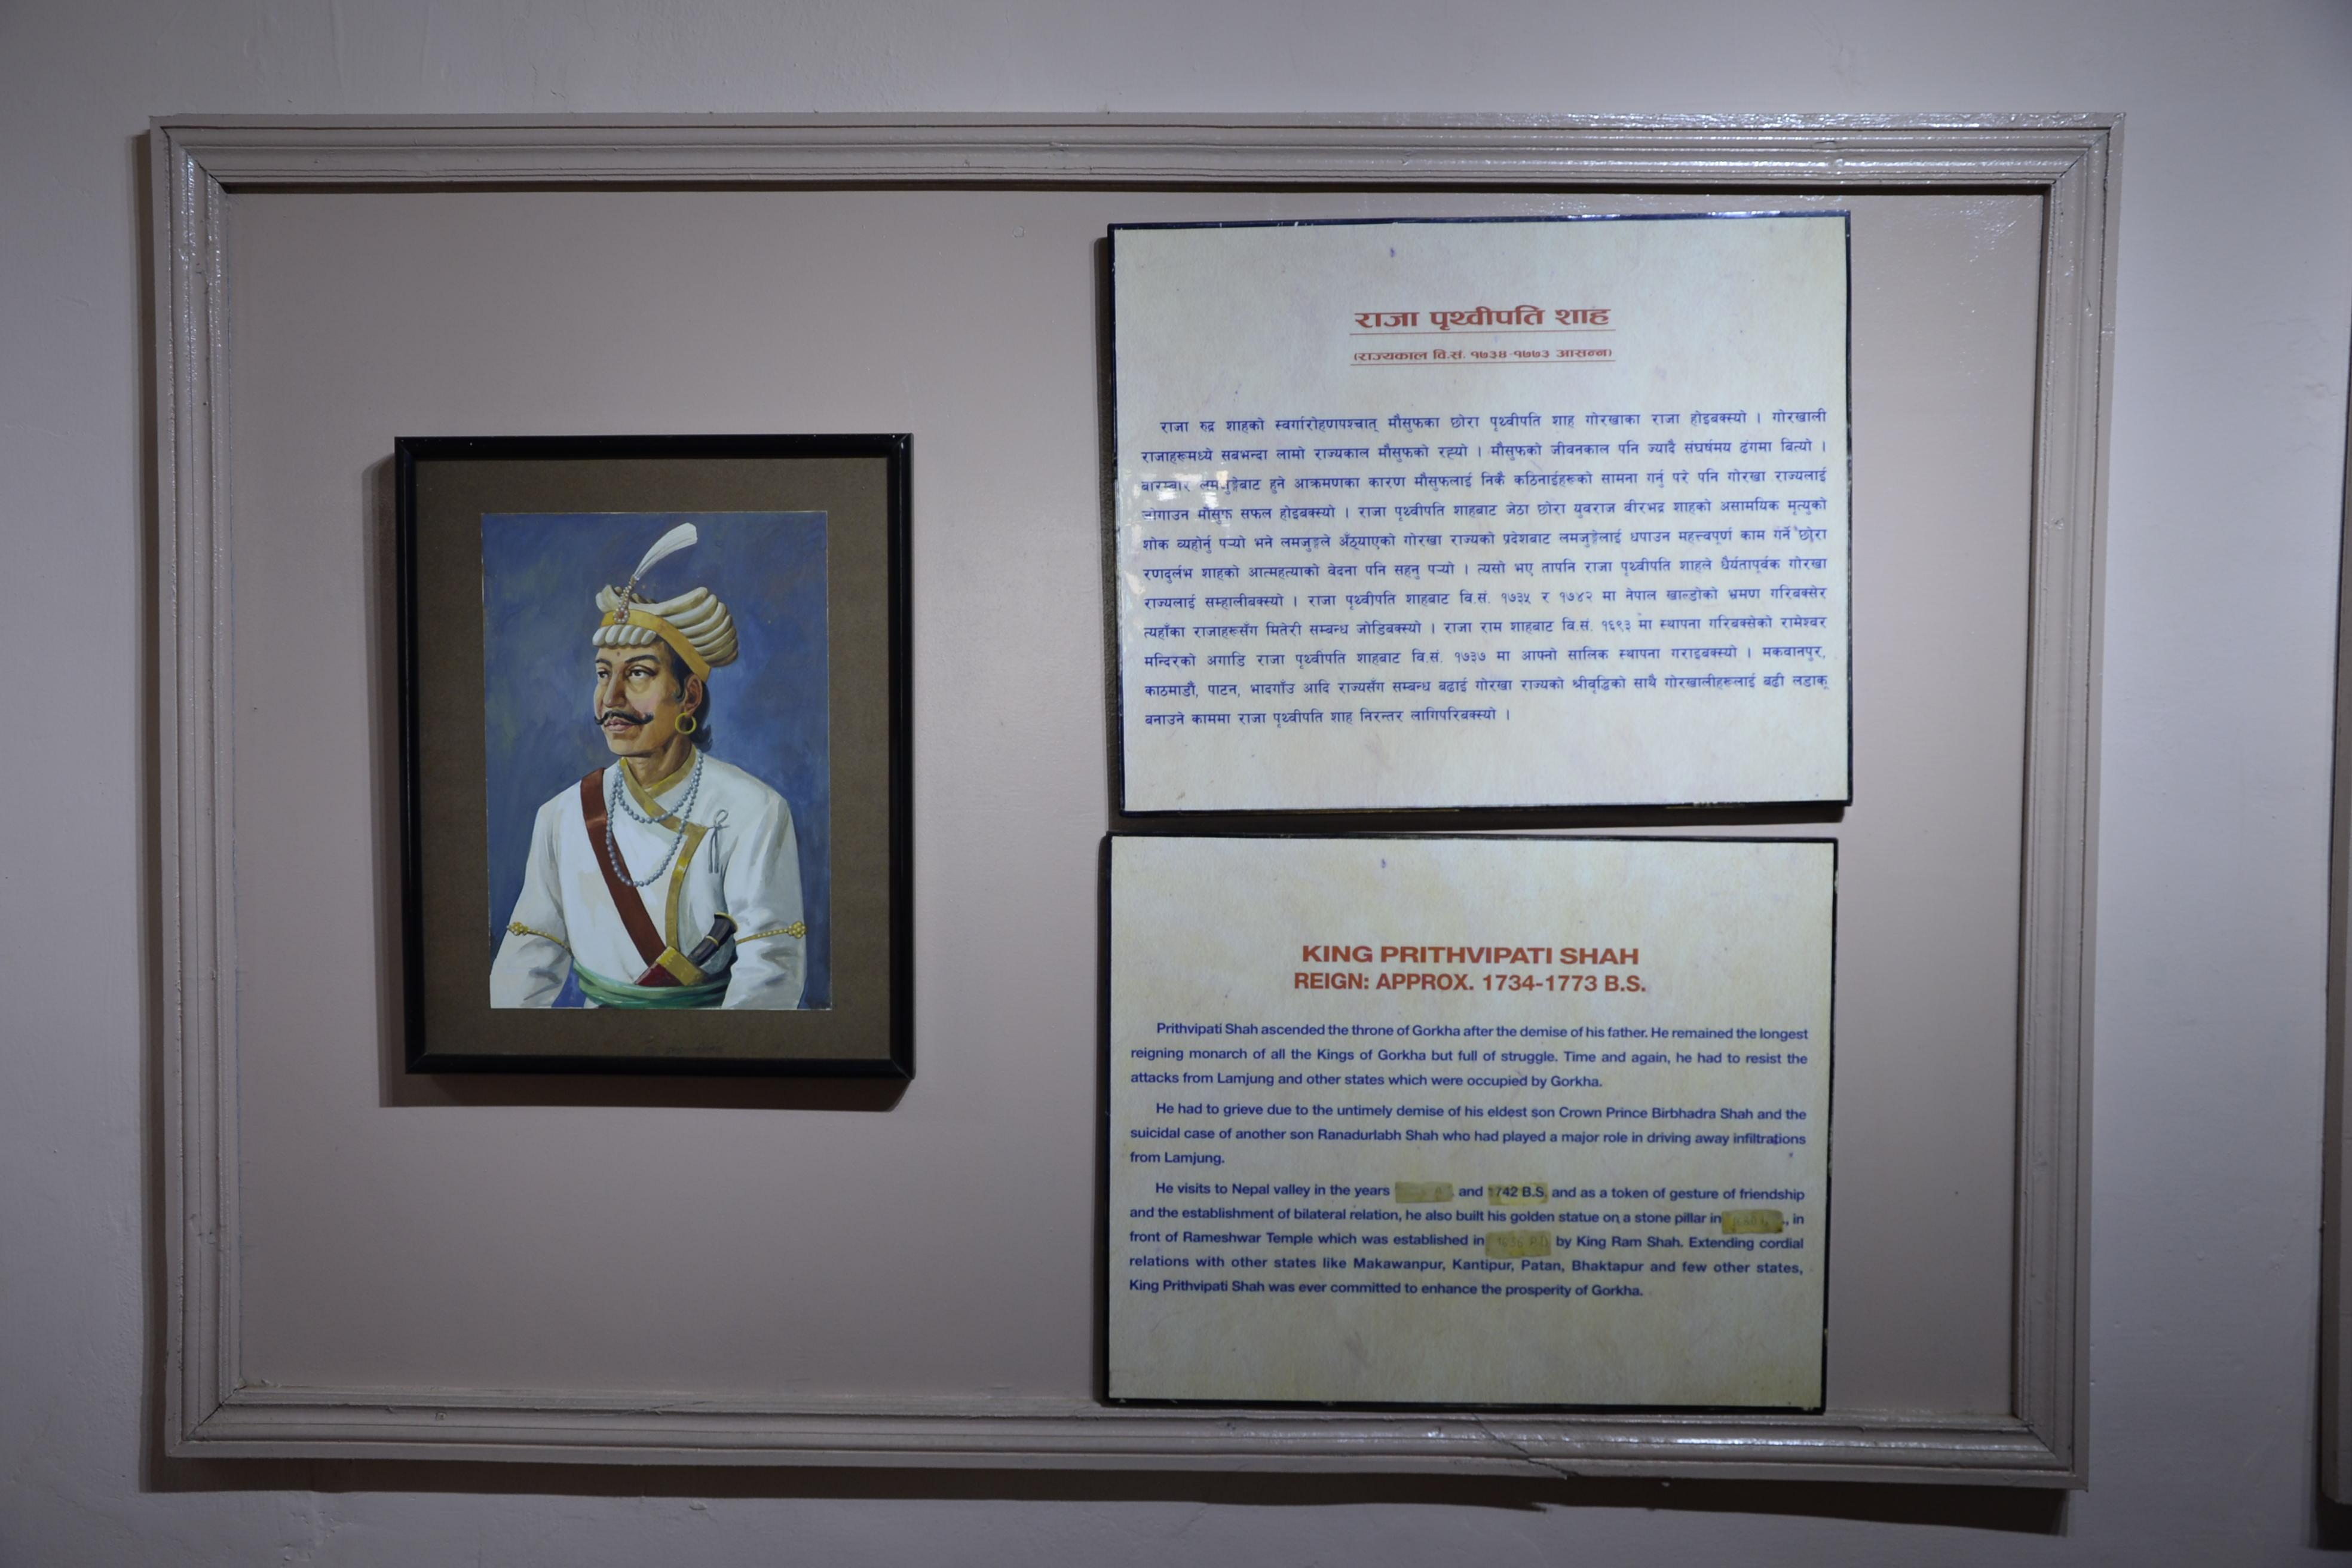 राजा पृथ्वीपति शाह
(राज्यकाल वि.सं. १७३४-१७७३ आसन्न)
राजा रुद्र शाहको स्वर्गारोहणपश्चात् मौसुफका छोरा पृथ्वीपति शाह गोरखाका राजा होइबक्स्यो । गोरखाली
राजाहरूमध्ये सबभन्दा लामो राज्यकाल मौसुफको रह्यो । मौसुफको जीवनकाल पनि ज्यादै संघर्षमय ढंगमा बित्यो ।
बारम्बार लमजुङ्गेबाट हुने आक्रमणका कारण मौसुफलाई निकै कठिनाईहरूको सामना गर्नु परे पनि गोरखा राज्यलाई
जोगाउन मौसुफ सफल होइबक्स्यो । राजा पृथ्वीपति शाहबाट जेठा छोरा युवराज वीरभद्र शाहको असामयिक मृत्युको
शोक व्यहोर्नु पऱ्यो भने लमजुङ्गले अँठ्याएको गोरखा राज्यको प्रदेशबाट लमजुङ्गेलाई धपाउन महत्त्वपूर्ण काम गर्ने छोरा
रणदुर्लभ शाहको आत्महत्याको वेदना पनि सहनु पऱ्यो । त्यसो भए तापनि राजा पृथ्वीपति शाहले धैर्यतापूर्वक गोरखा
राज्यलाई सम्हालीबक्स्यो । राजा पृथ्वीपति शाहबाट वि.सं. १७३५ र १७४२ मा नेपाल खाल्डोको भ्रमण गरिबक्सेर
त्यहाँका राजाहरूसँग मितेरी सम्बन्ध जोडिबक्स्यो । राजा राम शाहबाट वि.सं. १६९३ मा स्थापना गरिबक्सेको रामेश्वर
मन्दिरको अगाडि राजा पृथ्वीपति शाहबाट वि.सं. १७३७ मा आफ्नो सालिक स्थापना गराइबक्स्यो । मकवानपुर,
काठमाडौं, पाटन, भादगाँउ आदि राज्यसँग सम्बन्ध बढाई गोरखा राज्यको श्रीवृद्धिको साथै गोरखालीहरूलाई बढी लडाकू
बनाउने काममा राजा पृथ्वीपति शाह निरन्तर लागिपरिबक्स्यो ।
KING PRITHVIPATI SHAH
REIGN: APPROX. 1734-1773 B.S.
Prithvipati Shah ascended the throne of Gorkha after the demise of his father. He remained the longest
reigning monarch of all the Kings of Gorkha but full of struggle. Time and again, he had to resist the
attacks from Lamjung and other states which were occupied by Gorkha.
He had to grieve due to the untimely demise of his eldest son Crown Prince Birbhadra Shah and the
suicidal case of another son Ranadurlabh Shah who had played a major role in driving away infiltrations
from Lamjung.
He visits to Nepal valley in the years and 1742 B.S. and as a token of gesture of friendship
and the establishment of bilateral relation, he also built his golden statue on a stone pillar in , in
front of Rameshwar Temple which was established in by King Ram Shah. Extending cordial
relations with other states like Makawanpur, Kantipur, Patan, Bhaktapur and few other states,
King Prithvipati Shah was ever committed to enhance the prosperity of Gorkha.